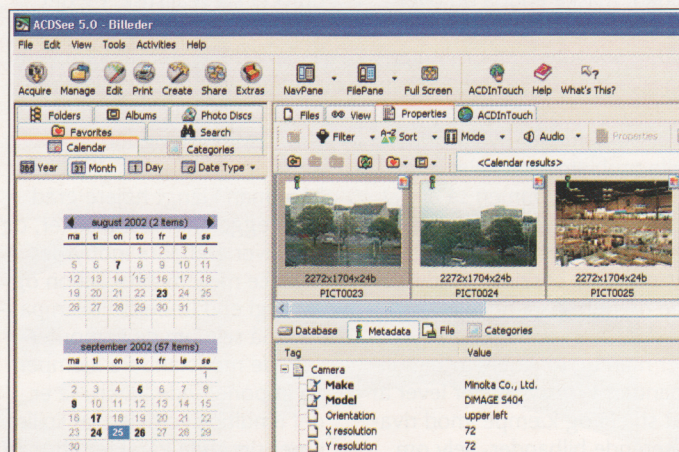 ACDSee 5.0 - Billeder
File Edit View Tools Activities Help
Acquire Manage Edit Print Create Share Extras NavPane FilePane Full Screen ACDInTouch Help What's This?
Folders Albums Photo Discs
Favorites Search
Calendar Categories
365 Year 31 Month 1 Day Date Type
Files View Properties ACDInTouch
Filter A-Z Sort Mode Audio Properties
<Calendar results>
august 2002 (2 Items)
ma ti on to fr lø sø
1 2 3 4
5 6 7 8 9 10 11
12 13 14 15 16 17 18
19 20 21 22 23 24 25
26 27 28 29 30 31
september 2002 (57 Items)
ma ti on to fr lø sø
1
2 3 4 5 6 7 8
9 10 11 12 13 14 15
16 17 18 19 20 21 22
23 24 25 26 27 28 29
30
2272x1704x24b 2272x1704x24b 2272x1704x24b
PICT0023 PICT0024 PICT0025
Database Metadata File Categories
Tag Value
Camera
Make Minolta Co., Ltd.
Model DIMAGE S404
Orientation upper left
X resolution 72
Y resolution 72